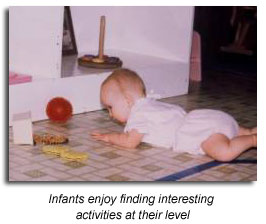 Infants enjoy finding interesting
activities at their level